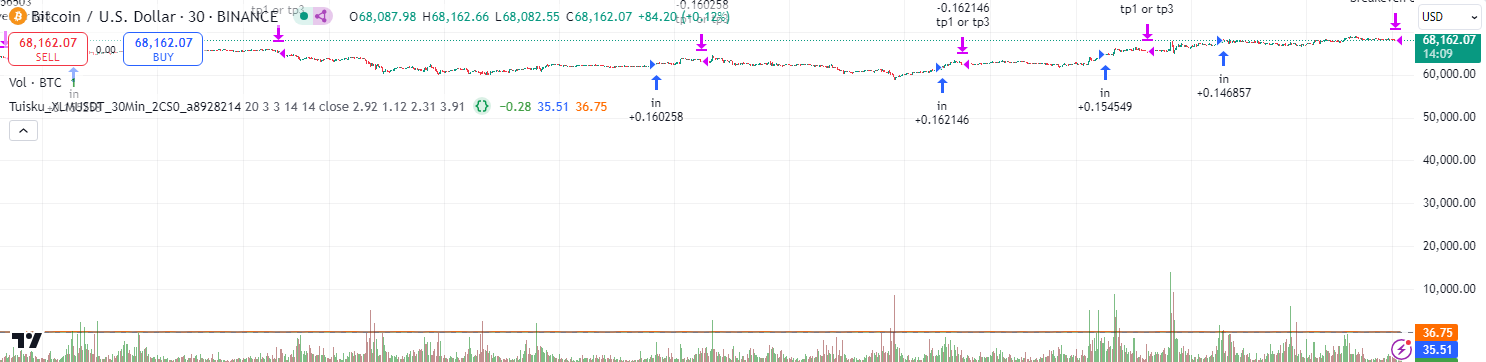 Bitcoin / U.S. Dollar · 30 · BINANCE
O68,087.98 H68,162.66 L68,082.55 C68,162.07 +84.20 (+0.12%)
68,162.07
SELL
0.00
68,162.07
BUY
Vol · BTC
Tuisku_XLMUSDT_30Min_2CS0_a8928214 20 3 3 14 14 close 2.92 1.12 2.31 3.91 −0.28 35.51 36.75
tp1 or tp3
in
-0.160258
in
+0.160258
-0.162146
tp1 or tp3
in
+0.162146
tp1 or tp3
in
+0.154549
in
+0.146857
USD
68,162.07
14:09
60,000.00
50,000.00
40,000.00
30,000.00
20,000.00
10,000.00
36.75
35.51